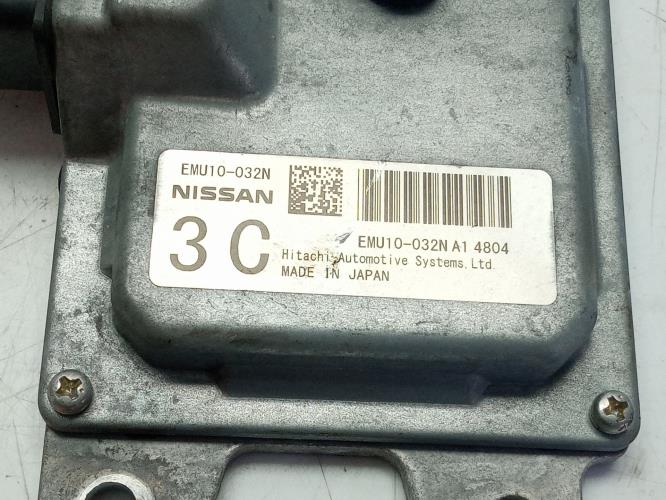 EMU10-032N
NISSAN
3C
EMU10-032N A1 4804
Hitachi Automotive Systems, Ltd.
MADE IN JAPAN